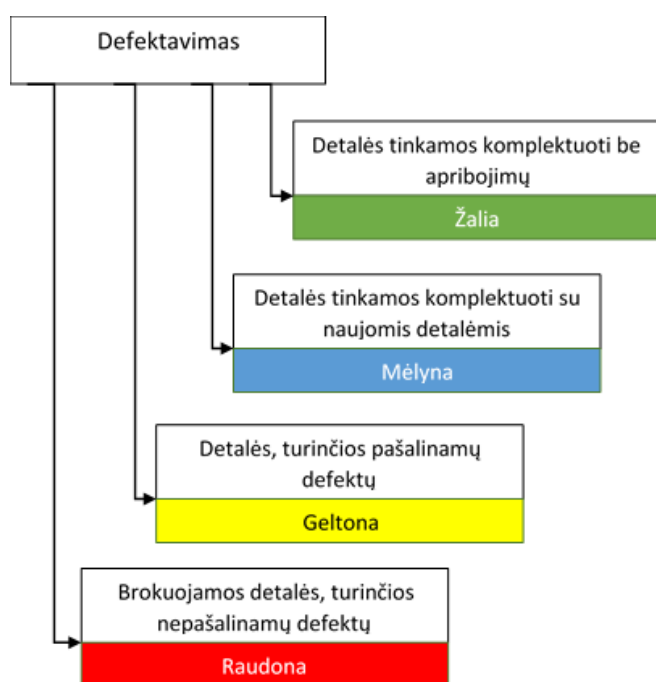 Defektavimas
Detalės tinkamos komplektuoti be
apribojimų
Žalia
Detalės tinkamos komplektuoti su
naujomis detalėmis
Mėlyna
Detalės, turinčios pašalinamų
defektų
Geltona
Brokuojamos detalės, turinčios
nepašalinamų defektų
Raudona